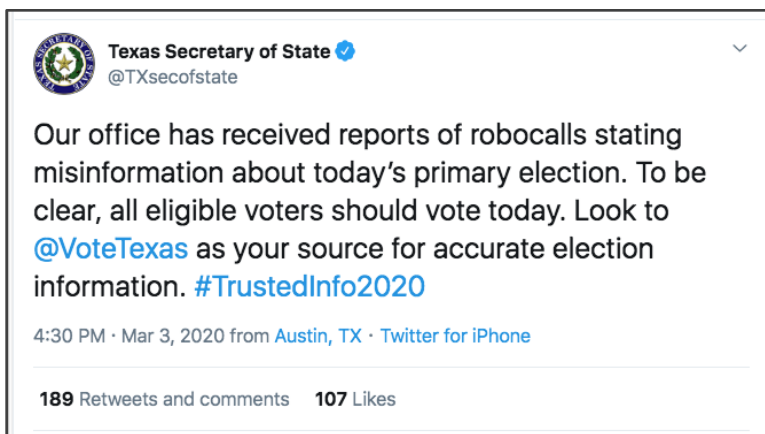 Texas Secretary of State
@TXsecofstate
Our office has received reports of robocalls stating
misinformation about today's primary election. To be
clear, all eligible voters should vote today. Look to
@VoteTexas as your source for accurate election
information. #TrustedInfo2020
4:30 PM · Mar 3, 2020 from Austin, TX · Twitter for iPhone
189 Retweets and comments 107 Likes